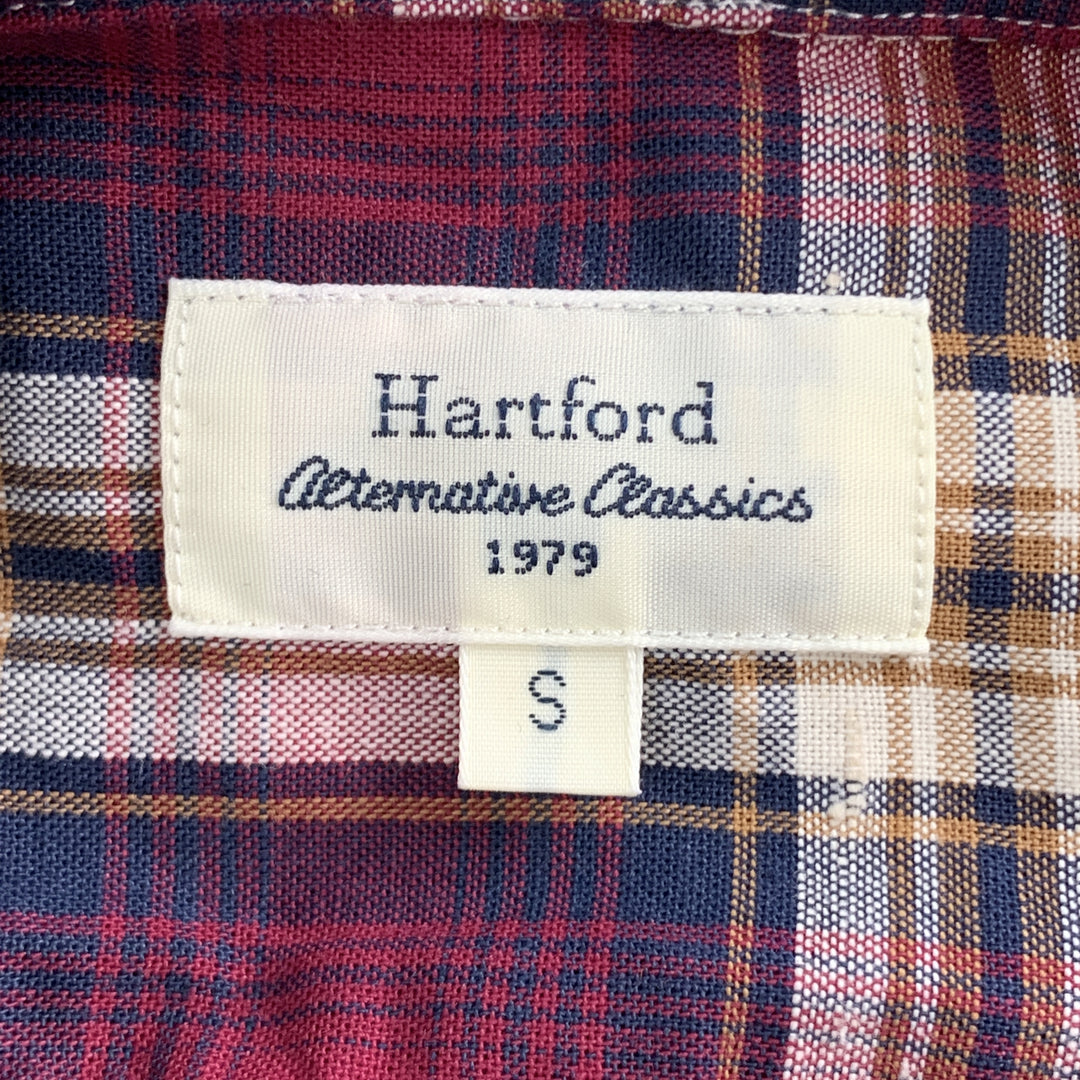 Hartford
Alternative Classics
1979
S